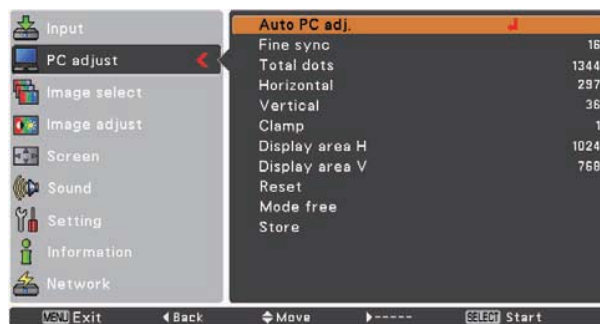 Input
PC adjust
Image select
Image adjust
Screen
Sound
Setting
Information
Network
Auto PC adj.
Fine sync 16
Total dots 1344
Horizontal 297
Vertical 36
Clamp 1
Display area H 1024
Display area V 768
Reset
Mode free
Store
MENU Exit Back Move ----- SELECT Start